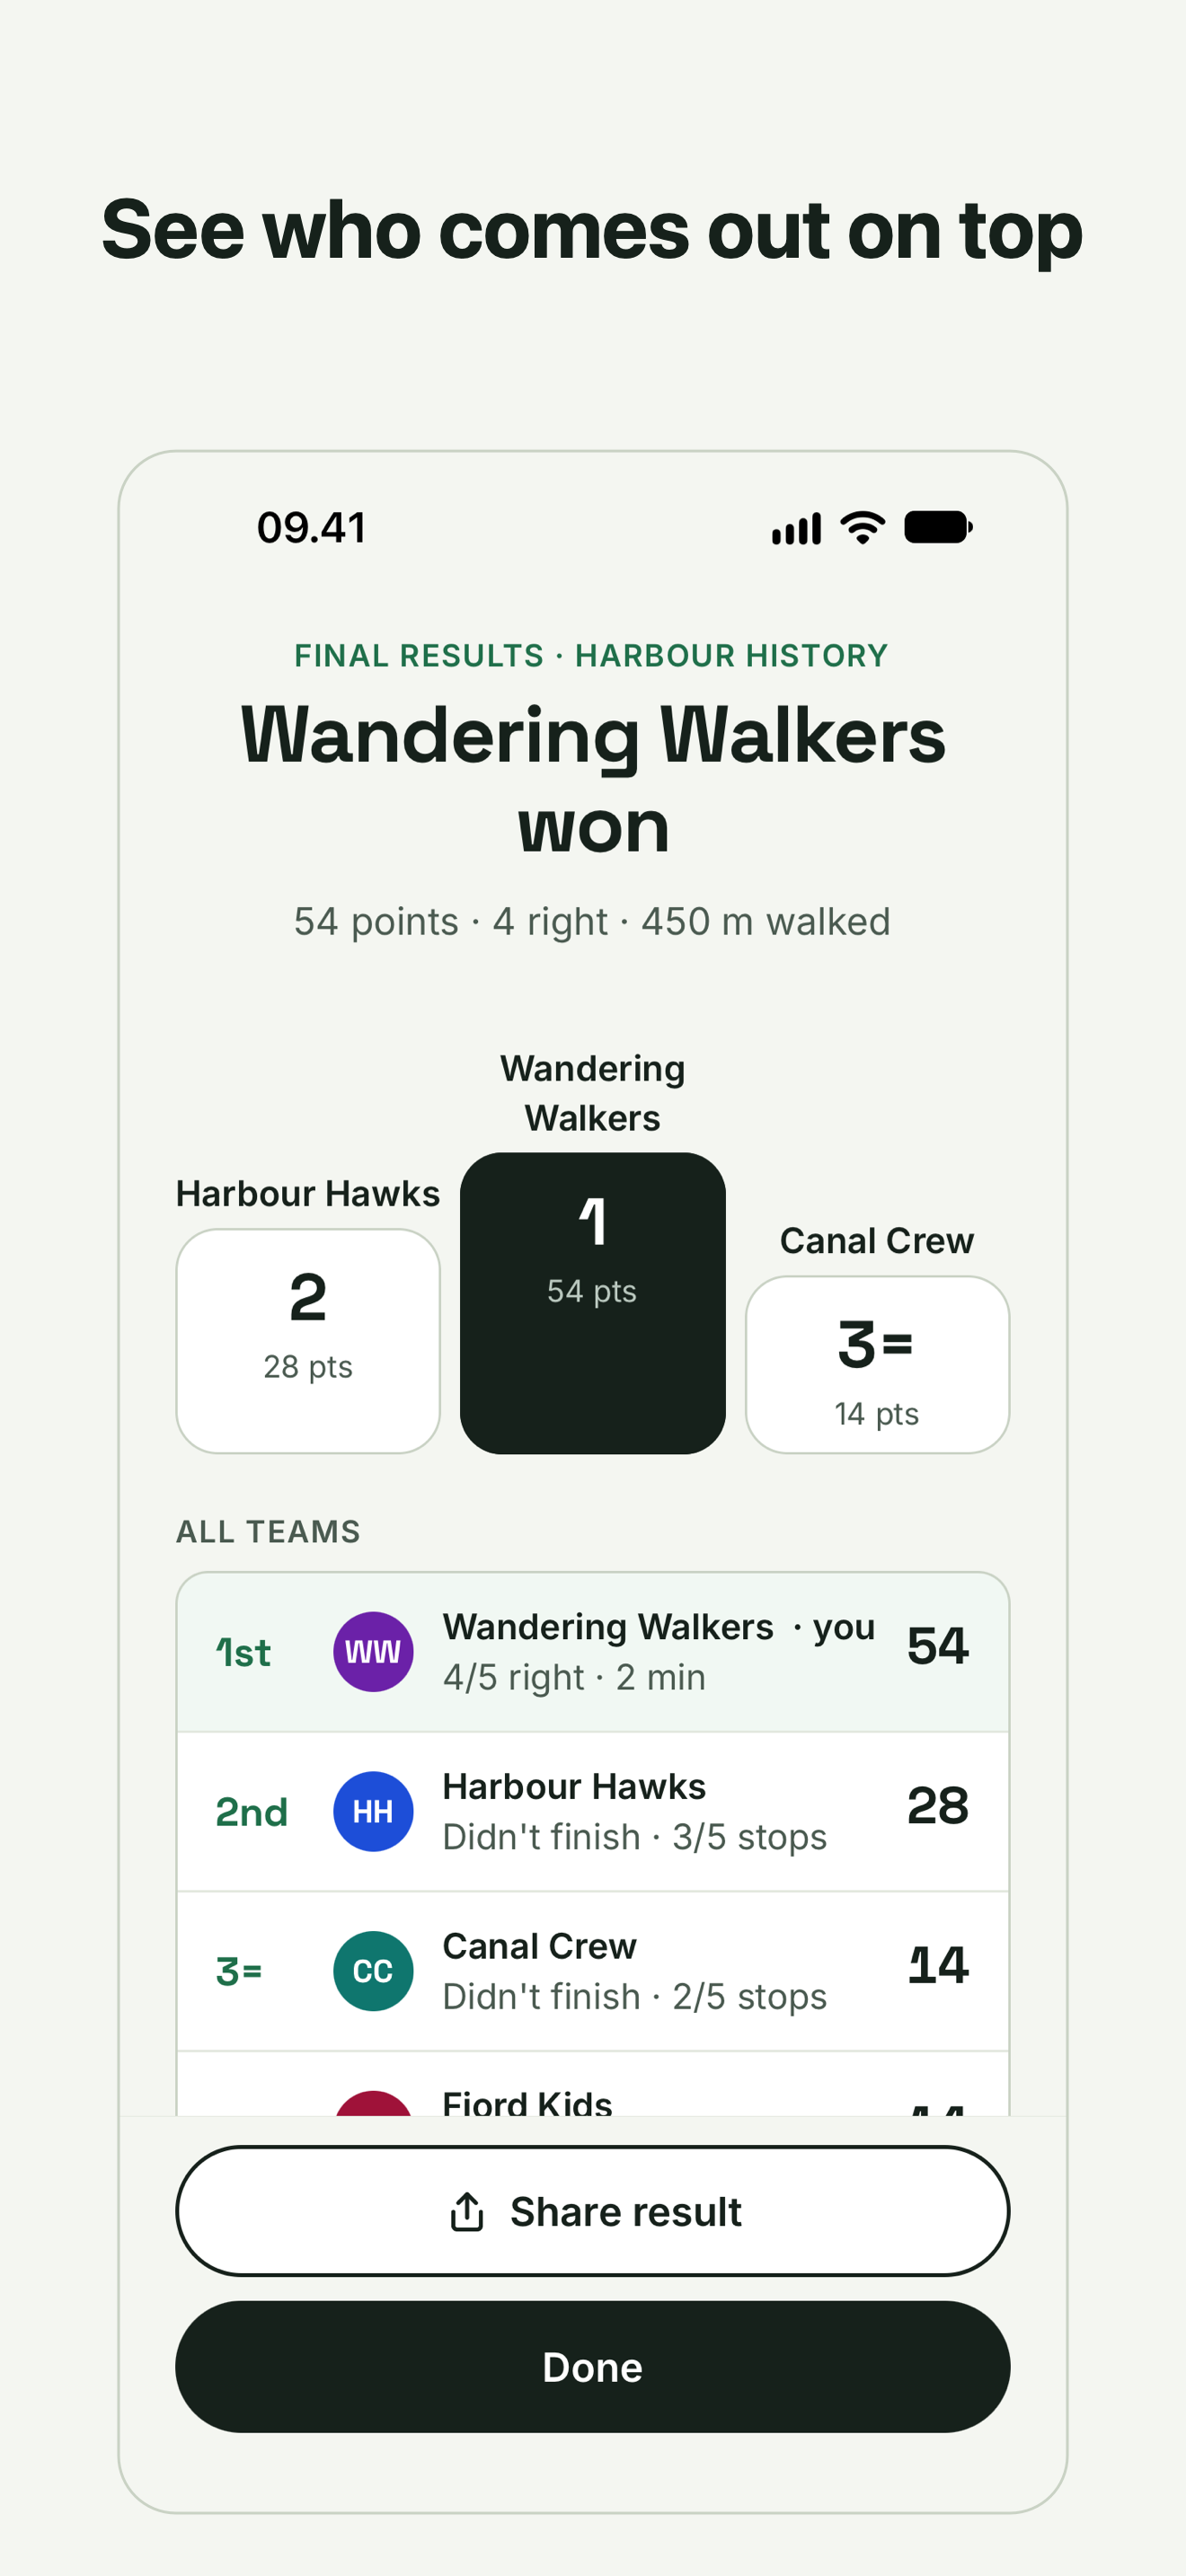 See who comes out on top
09.41
FINAL RESULTS · HARBOUR HISTORY
Wandering Walkers
won
54 points · 4 right · 450 m walked
Wandering
Walkers
Harbour Hawks
1
54 pts
Canal Crew
2
28 pts
3=
14 pts
ALL TEAMS
1st WW Wandering Walkers · you 54
4/5 right · 2 min
2nd HH Harbour Hawks 28
Didn't finish · 3/5 stops
3= CC Canal Crew 14
Didn't finish · 2/5 stops
Fjord Kids
Share result
Done